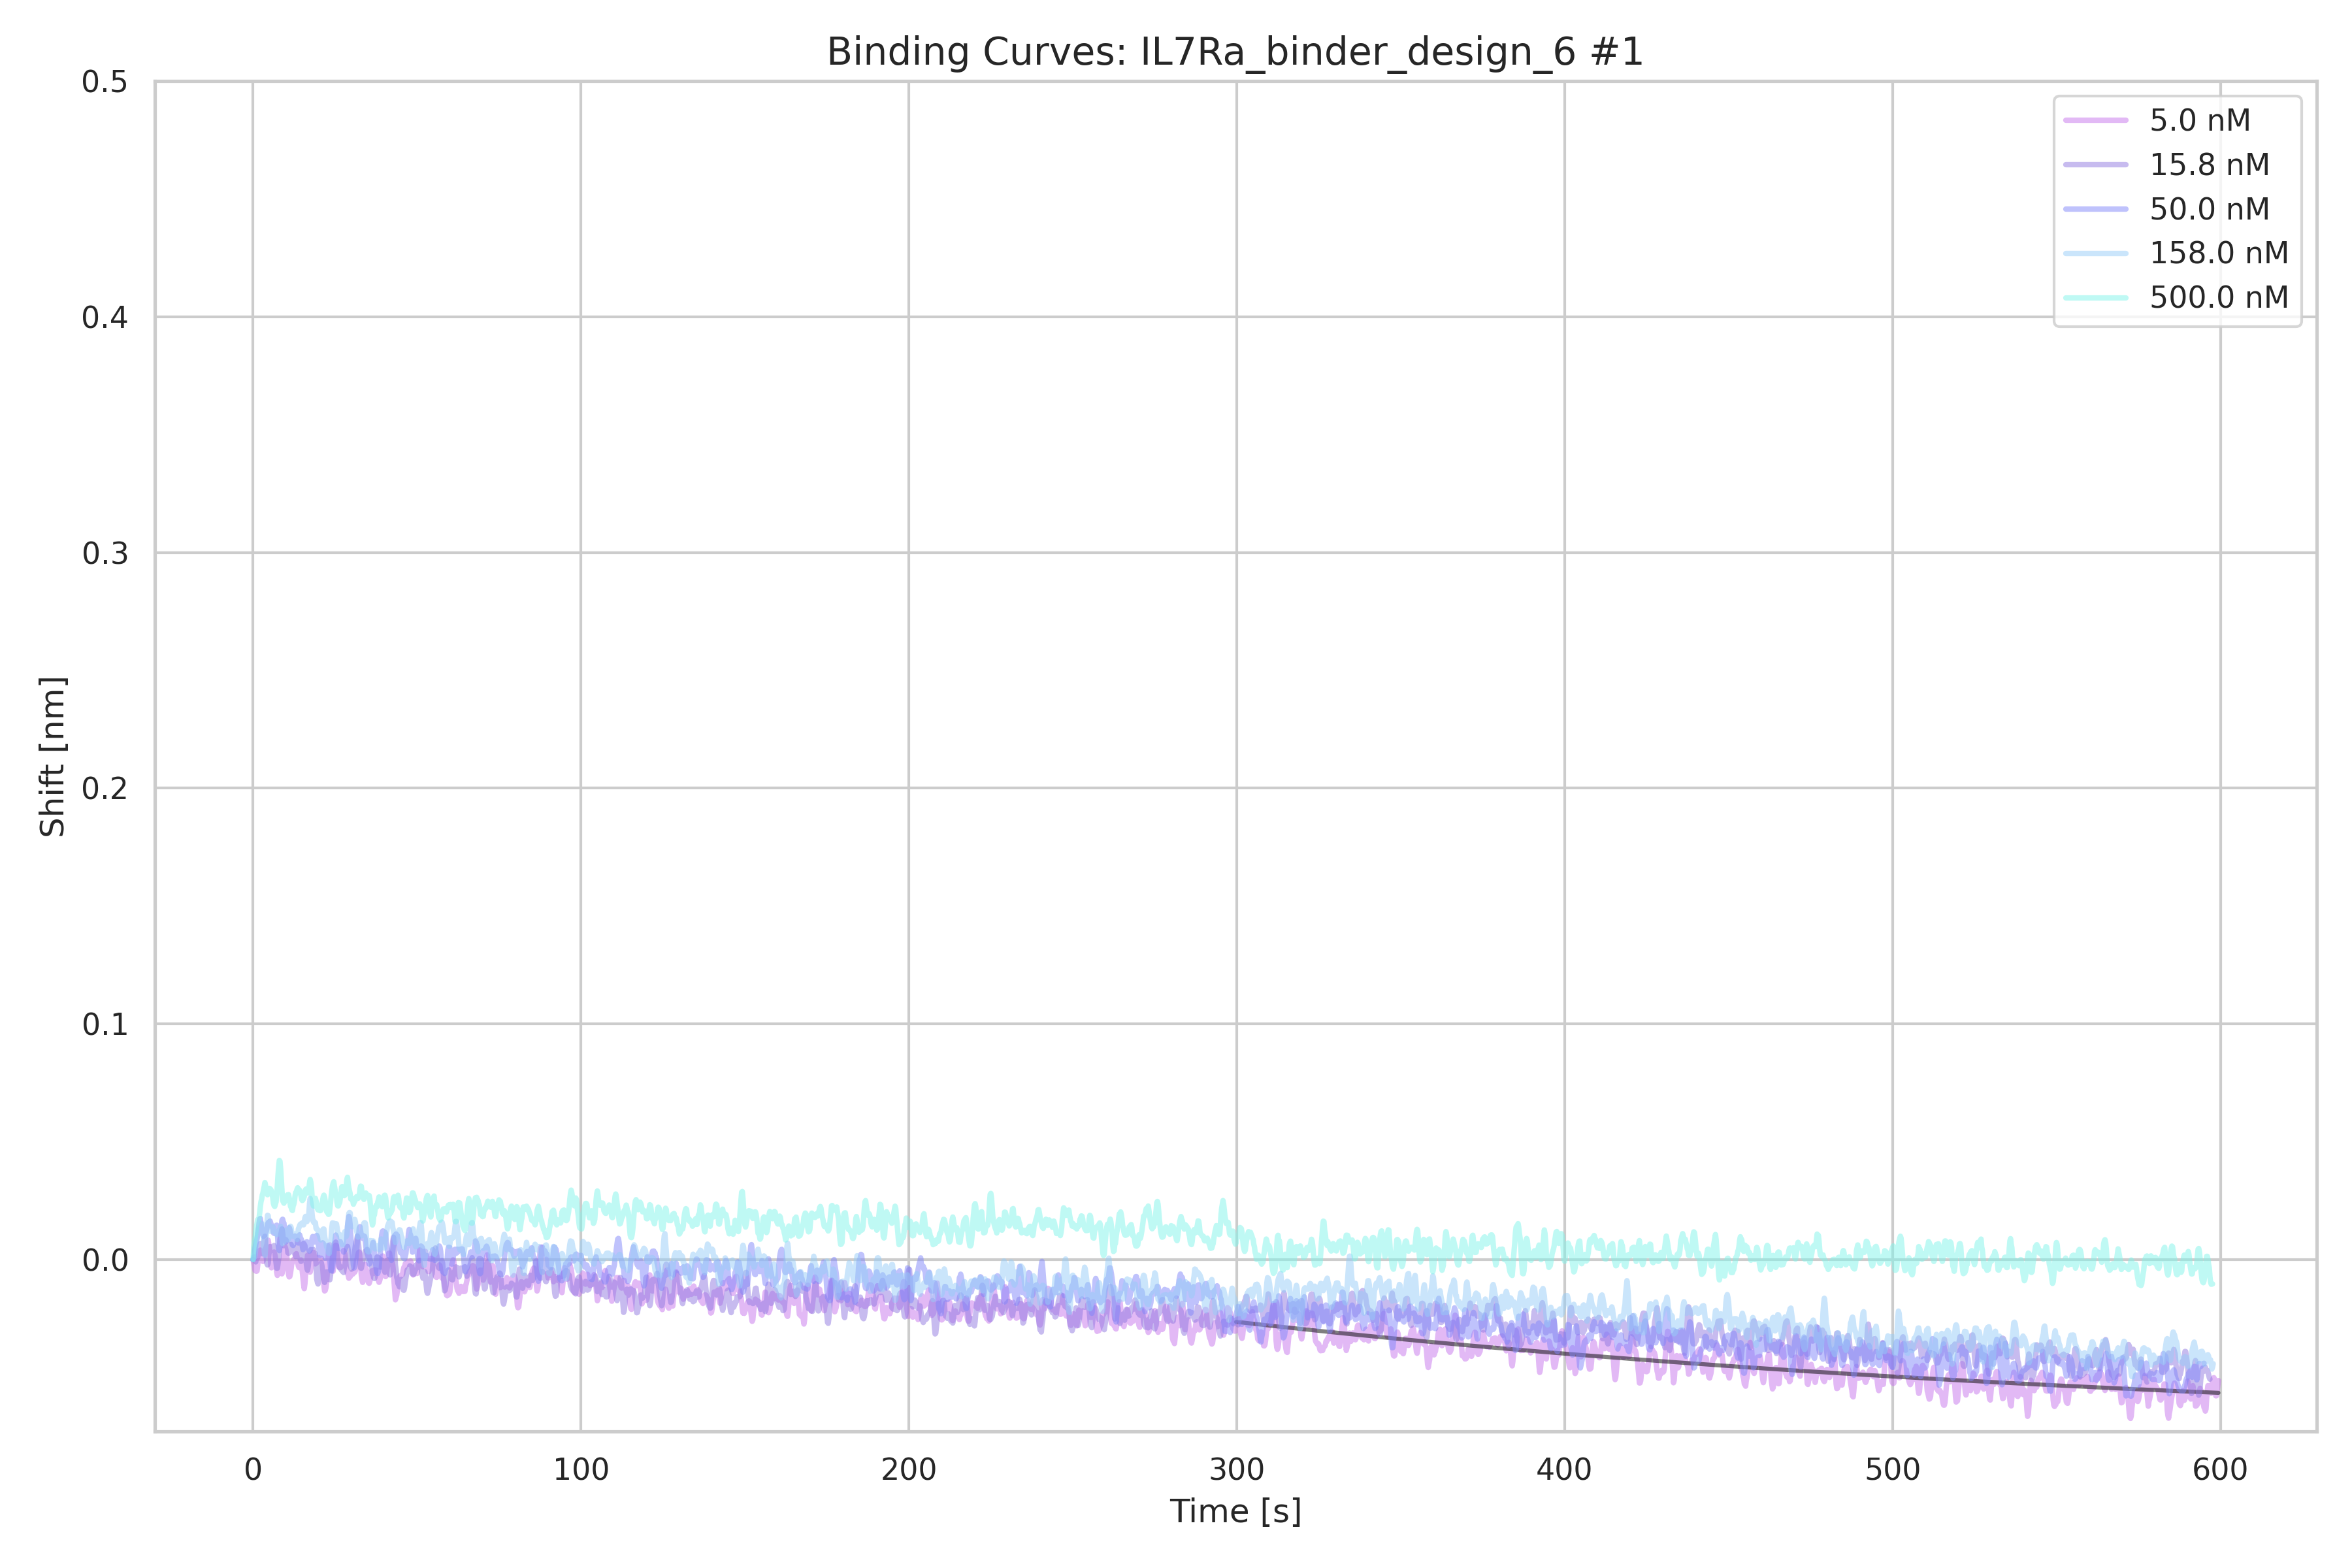 Binding Curves: IL7Ra_binder_design_6 #1
0.5
0.4
0.3
0.2
0.1
0.0
Shift [nm]
5.0 nM
15.8 nM
50.0 nM
158.0 nM
500.0 nM
0 100 200 300 400 500 600
Time [s]